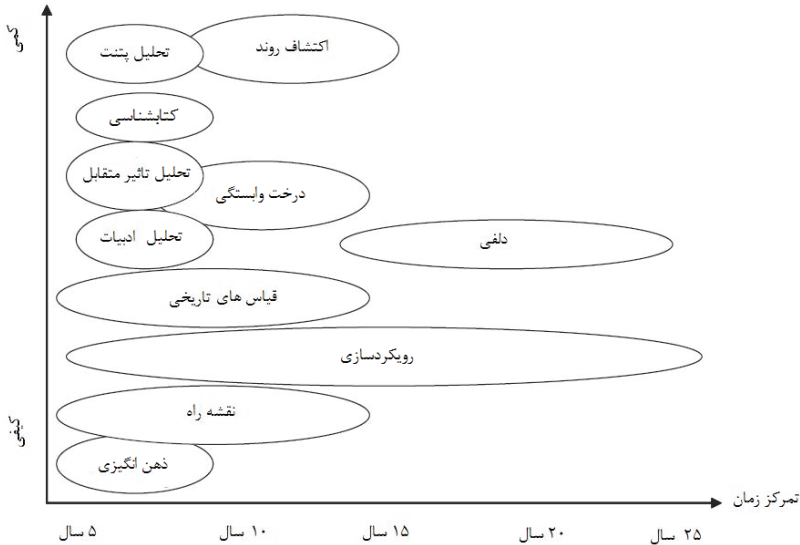 کمی
تحلیل پتنت
اکتشاف روند
کتابشناسی
تحلیل تاثیر متقابل
درخت وابستگی
تحلیل ادبیات
دلفی
قیاس های تاریخی
رویکردسازی
نقشه راه
کیفی
ذهن انگیزی
تمرکز زمان
۵ سال
۱۰ سال
۱۵ سال
۲۰ سال
۲۵ سال